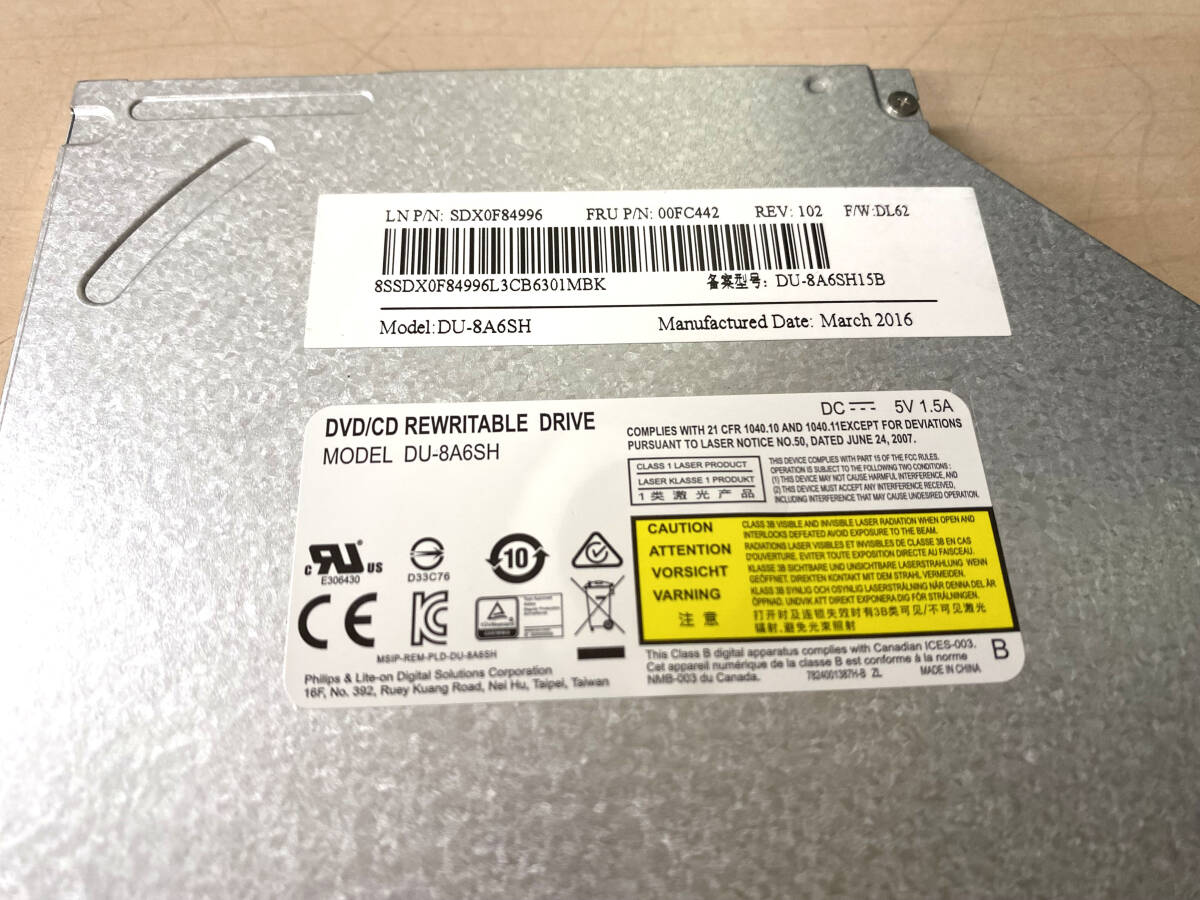 LN P/N: SDX0F84996 FRU P/N: 00FC442 REV: 102 F/W:DL62
8SSDX0F84996L3CB6301MBK 备案型号: DU-8A6SH15B
Model:DU-8A6SH Manufactured Date: March 2016
DVD/CD REWRITABLE DRIVE
MODEL DU-8A6SH
DC 5V 1.5A
COMPLIES WITH 21 CFR 1040.10 AND 1040.11EXCEPT FOR DEVIATIONS
PURSUANT TO LASER NOTICE NO.50, DATED JUNE 24, 2007.
CLASS 1 LASER PRODUCT
LASER KLASSE 1 PRODUKT
1 类 激 光 产 品
THIS DEVICE COMPLIES WITH PART 15 OF THE FCC RULES.
OPERATION IS SUBJECT TO THE FOLLOWING TWO CONDITIONS:
(1) THIS DEVICE MAY NOT CAUSE HARMFUL INTERFERENCE, AND
(2) THIS DEVICE MUST ACCEPT ANY INTERFERENCE RECEIVED,
INCLUDING INTERFERENCE THAT MAY CAUSE UNDESIRED OPERATION.
CAUTION
CLASS 3B VISIBLE AND INVISIBLE LASER RADIATION WHEN OPEN AND
INTERLOCKS DEFEATED AVOID EXPOSURE TO THE BEAM.
ATTENTION
RADIATIONS LASER VISIBLES ET INVISIBLES DE CLASSE 3B EN CAS
D'OUVERTURE. EVITER TOUTE EXPOSITION DIRECTE AU FAISCEAU.
VORSICHT
KLASSE 3B SICHTBARE UND UNSICHTBARE LASERSTRAHLUNG WENN
GEÖFFNET. DIREKTEN KONTAKT MIT DEM STRAHL VERMEIDEN.
VARNING
KLASS 3B SYNLIG OCH OSYNLIG LASERSTRÅLNING NÄR DENNA DEL ÄR
ÖPPNAD. UNDVIK ATT DIREKT EXPONERA DIG FÖR STRÅLNINGEN.
注 意
打开时及连锁失效时有3B类可见/不可见激光
辐射,避免光束照射
c RU US
E306430
D33C76
10
CE
MSIP-REM-PLD-DU-8A6SH
Philips & Lite-on Digital Solutions Corporation
16F, No. 392, Ruey Kuang Road, Nei Hu, Taipei, Taiwan
This Class B digital apparatus complies with Canadian ICES-003.
Cet appareil numérique de la classe B est conforme à la norme
NMB-003 du Canada.
B
7824001387H-B ZL MADE IN CHINA